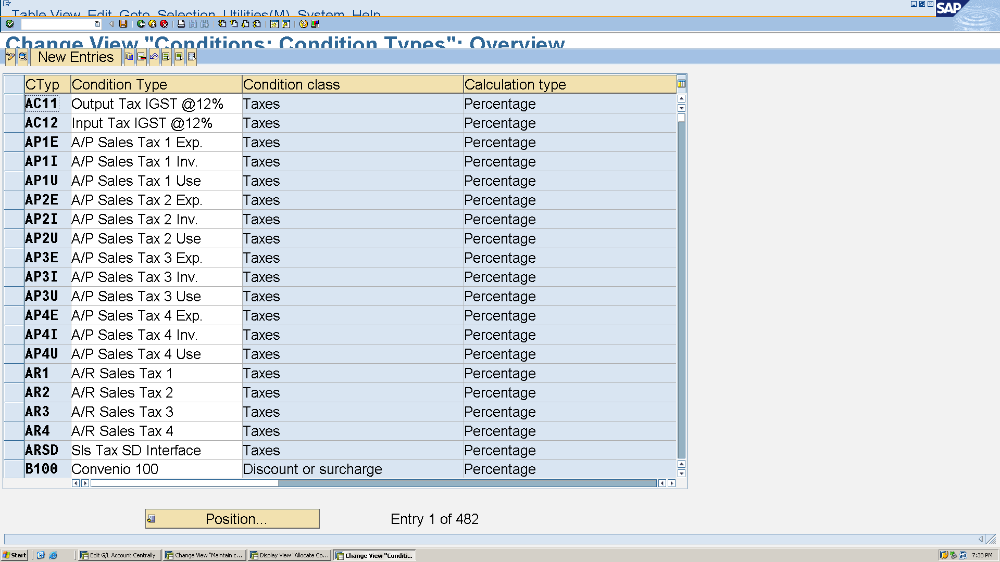 Table View Edit Goto Selection Utilities(M) System Help
SAP
Change View "Conditions: Condition Types": Overview
New Entries
CTyp Condition Type Condition class Calculation type
AC11 Output Tax IGST @12% Taxes Percentage
AC12 Input Tax IGST @12% Taxes Percentage
AP1E A/P Sales Tax 1 Exp. Taxes Percentage
AP1I A/P Sales Tax 1 Inv. Taxes Percentage
AP1U A/P Sales Tax 1 Use Taxes Percentage
AP2E A/P Sales Tax 2 Exp. Taxes Percentage
AP2I A/P Sales Tax 2 Inv. Taxes Percentage
AP2U A/P Sales Tax 2 Use Taxes Percentage
AP3E A/P Sales Tax 3 Exp. Taxes Percentage
AP3I A/P Sales Tax 3 Inv. Taxes Percentage
AP3U A/P Sales Tax 3 Use Taxes Percentage
AP4E A/P Sales Tax 4 Exp. Taxes Percentage
AP4I A/P Sales Tax 4 Inv. Taxes Percentage
AP4U A/P Sales Tax 4 Use Taxes Percentage
AR1 A/R Sales Tax 1 Taxes Percentage
AR2 A/R Sales Tax 2 Taxes Percentage
AR3 A/R Sales Tax 3 Taxes Percentage
AR4 A/R Sales Tax 4 Taxes Percentage
ARSD Sls Tax SD Interface Taxes Percentage
B100 Convenio 100 Discount or surcharge Percentage
Position... Entry 1 of 482
Start Edit G/L Account Centrally Change View "Maintain c... Display View "Allocate Co... Change View "Conditi... 7:38 PM